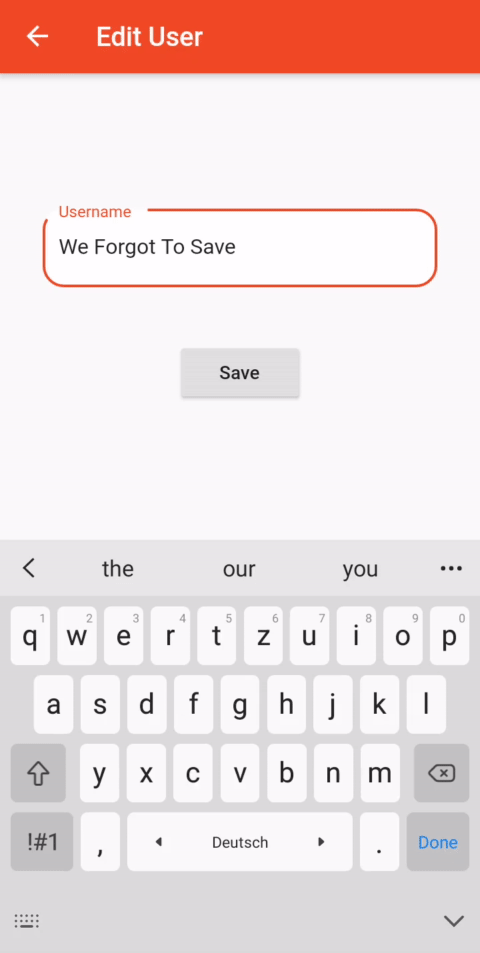 Edit User
Username
We Forgot To Save
Save
the our you
1 2 3 4 5 6 7 8 9 0
q w e r t z u i o p
a s d f g h j k l
y x c v b n m
!#1 , Deutsch . Done